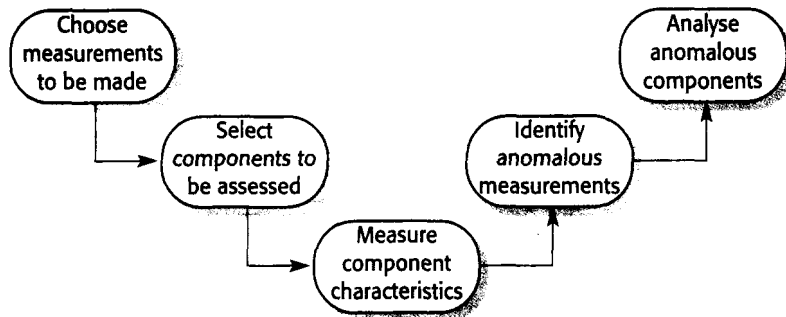 Choose
measurements
to be made
Select
components to
be assessed
Measure
component
characteristics
Identify
anomalous
measurements
Analyse
anomalous
components